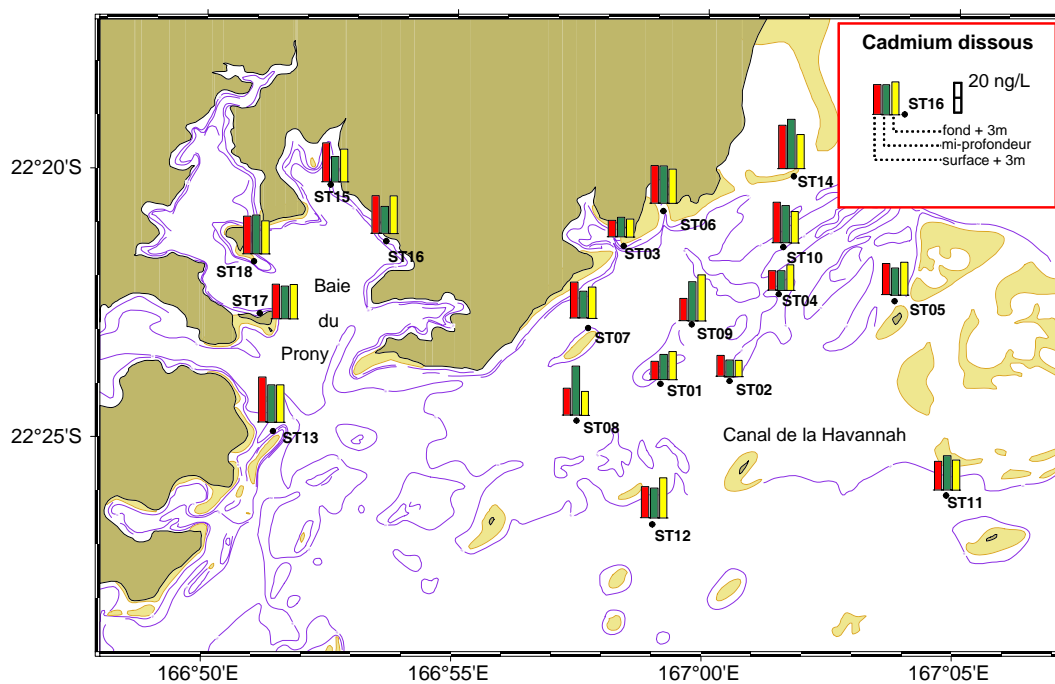 Cadmium dissous
20 ng/L
ST16
fond + 3m
mi-profondeur
surface + 3m
22°20'S
22°25'S
ST15
ST14
ST06
ST16
ST03
ST10
ST18
ST17
Baie
du
Prony
ST04
ST05
ST07
ST09
ST01
ST02
ST08
ST13
Canal de la Havannah
ST11
ST12
166°50'E
166°55'E
167°00'E
167°05'E